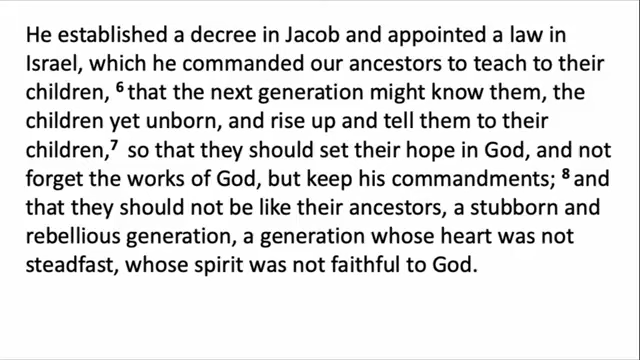 He established a decree in Jacob and appointed a law in
Israel, which he commanded our ancestors to teach to their
children, ⁶ that the next generation might know them, the
children yet unborn, and rise up and tell them to their
children,⁷ so that they should set their hope in God, and not
forget the works of God, but keep his commandments; ⁸ and
that they should not be like their ancestors, a stubborn and
rebellious generation, a generation whose heart was not
steadfast, whose spirit was not faithful to God.